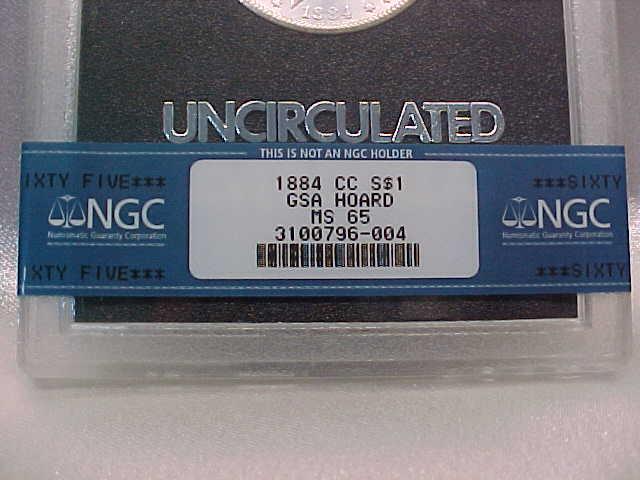 1884
UNCIRCULATED
THIS IS NOT AN NGC HOLDER
IXTY FIVE***
NGC
Numismatic Guaranty Corporation
IXTY FIVE***
1884 CC S$1
GSA HOARD
MS 65
3100796-004
***SIXTY
NGC
Numismatic Guaranty Corporation
***SIXTY